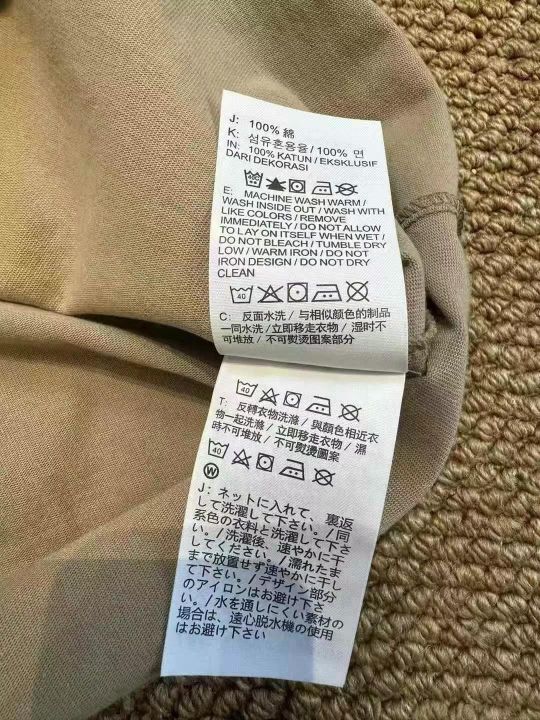 J: 100% 綿
K: 섬유혼용율/100% 면
IN: 100% KATUN / EKSKLUSIF
DARI DEKORASI
E: MACHINE WASH WARM /
WASH INSIDE OUT / WASH WITH
LIKE COLORS / REMOVE
IMMEDIATELY / DO NOT ALLOW
TO LAY ON ITSELF WHEN WET /
DO NOT BLEACH / TUMBLE DRY
LOW / WARM IRON / DO NOT
IRON DESIGN / DO NOT DRY
CLEAN
40
C: 反面水洗 / 与相似颜色的制品
一同水洗 / 立即移走衣物 / 湿时不
可堆放 / 不可熨烫图案部分
40
T: 反轉衣物洗滌 / 與顏色相近衣
物一起洗滌 / 立即移走衣物 / 濕
時不可堆放 / 不可熨燙圖案
40
W
J: ネットに入れて、裏返
して洗濯して下さい。/同
系色の衣料と洗濯して下さ
い。/洗濯後、速やかに干
してください。/濡れたま
まで放置せず速やかに干し
て下さい。/デザイン部分
のアイロンはお避け下さ
い。/水を通しにくい素材の
場合は、遠心脱水機の使用
はお避け下さい